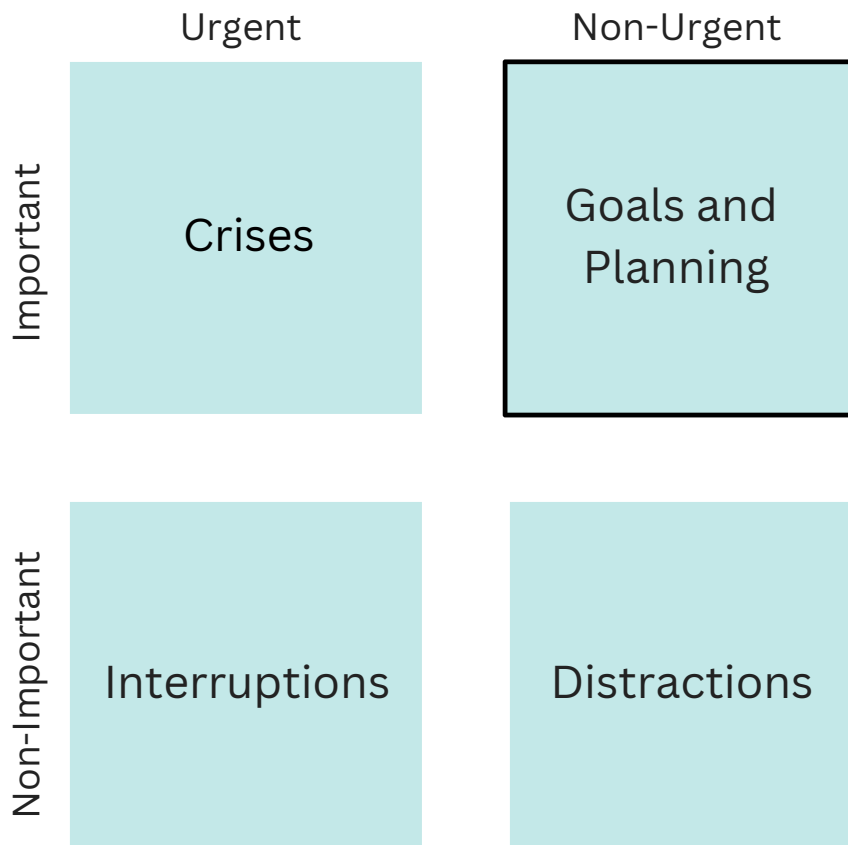 Urgent
Non-Urgent
Important
Crises
Goals and
Planning
Non-Important
Interruptions
Distractions